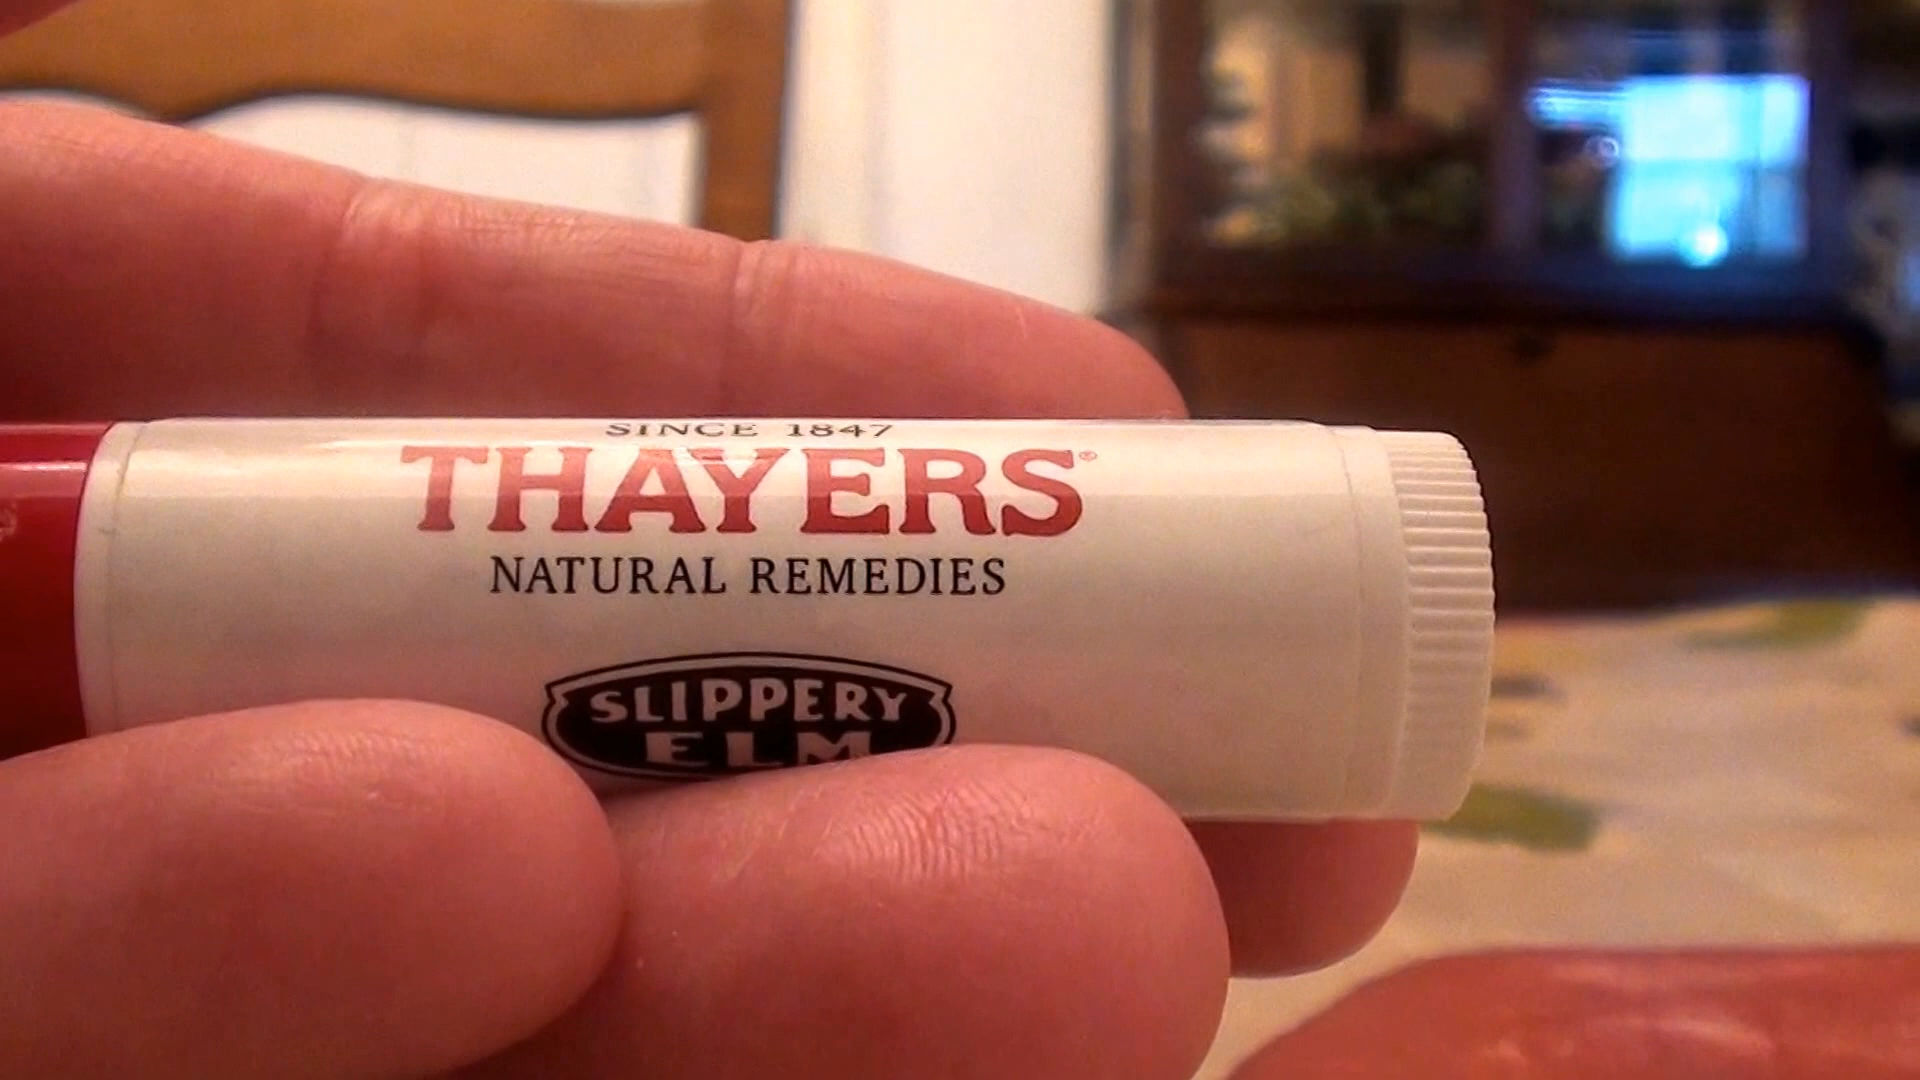 SINCE 1847
THAYERS®
NATURAL REMEDIES
SLIPPERY
ELM